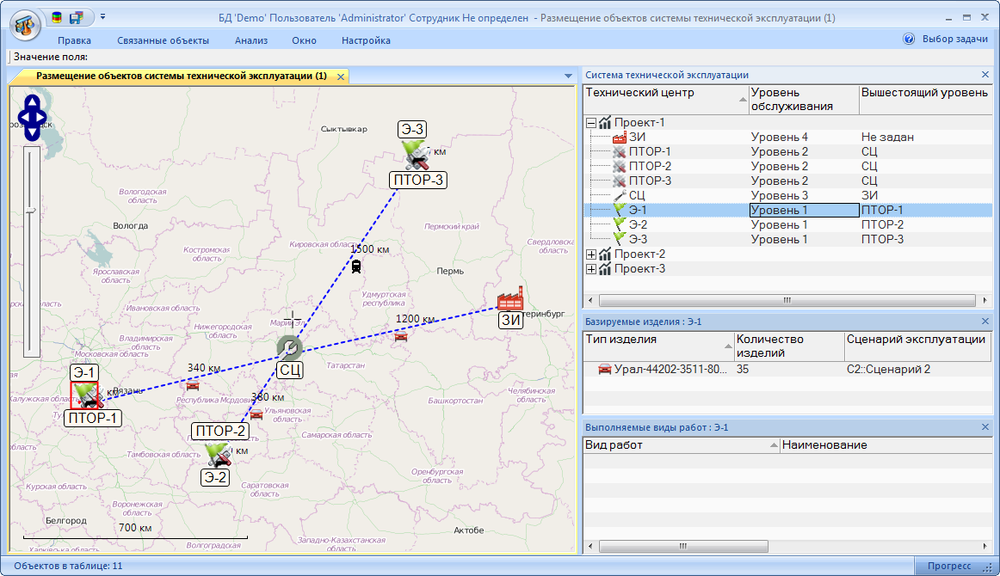 БД 'Demo' Пользователь 'Administrator' Сотрудник Не определен - Размещение объектов системы технической эксплуатации (1)
Правка Связанные объекты Анализ Окно Настройка Выбор задачи
Значение поля:
Размещение объектов системы технической эксплуатации (1)
Сыктывкар
Э-3
км
ПТОР-3
Вологодская область
Вологда
Пермский край
Кировская область
Свердловская область
Костромская область
1500 км
Ярославская область
Пермь
Удмуртская республика
Ивановская область
1200 км
ЗИ
Нижегородская область
Марий Эл
Владимирская область
Московская область
Татарстан
СЦ
Э-1
340 км
км
Рязань
Челябинская область
Калужская область
Республика Мордовия
380 км
Башкортостан
ПТОР-1
Ульяновская область
ПТОР-2
Самарская область
Тамбовская область
км
Э-2
Оренбургская область
Саратовская область
Курская область
Воронежская область
Белгород
700 км
Актобе
Западно-Казахстанская область
Волгоградская
Харківська область
Система технической эксплуатации
Технический центр Уровень обслуживания Вышестоящий уровень
Проект-1
ЗИ Уровень 4 Не задан
ПТОР-1 Уровень 2 СЦ
ПТОР-2 Уровень 2 СЦ
ПТОР-3 Уровень 2 СЦ
СЦ Уровень 3 ЗИ
Э-1 Уровень 1 ПТОР-1
Э-2 Уровень 1 ПТОР-2
Э-3 Уровень 1 ПТОР-3
Проект-2
Проект-3
Базируемые изделия : Э-1
Тип изделия Количество изделий Сценарий эксплуатации
Урал-44202-3511-80... 35 С2::Сценарий 2
Выполняемые виды работ : Э-1
Вид работ Наименование
Объектов в таблице: 11 Прогресс